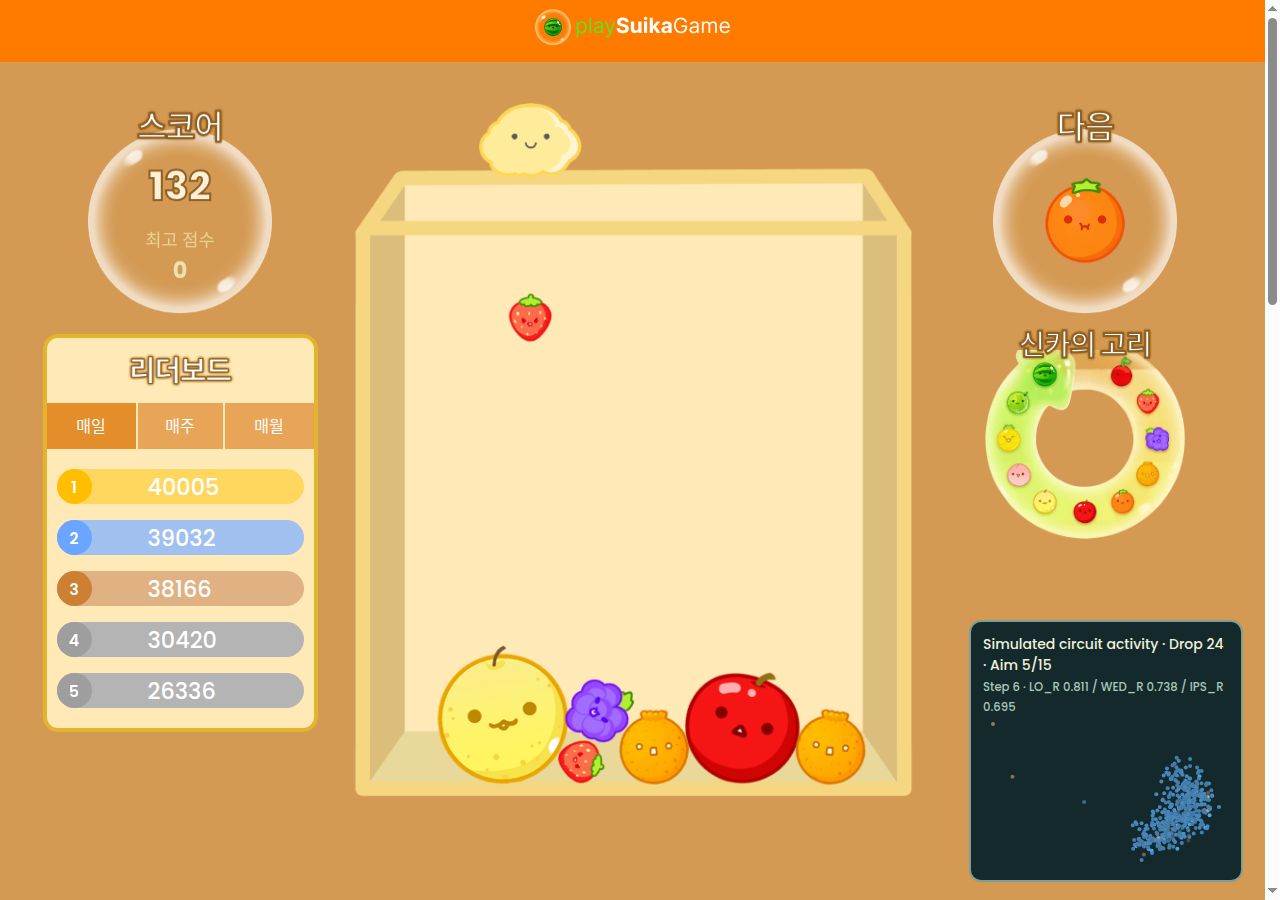 playSuikaGame
스코어
132
최고 점수
0
리더보드
매일 매주 매월
1 40005
2 39032
3 38166
4 30420
5 26336
다음
신카의 고리
Simulated circuit activity · Drop 24
· Aim 5/15
Step 6 · LO_R 0.811 / WED_R 0.738 / IPS_R
0.695